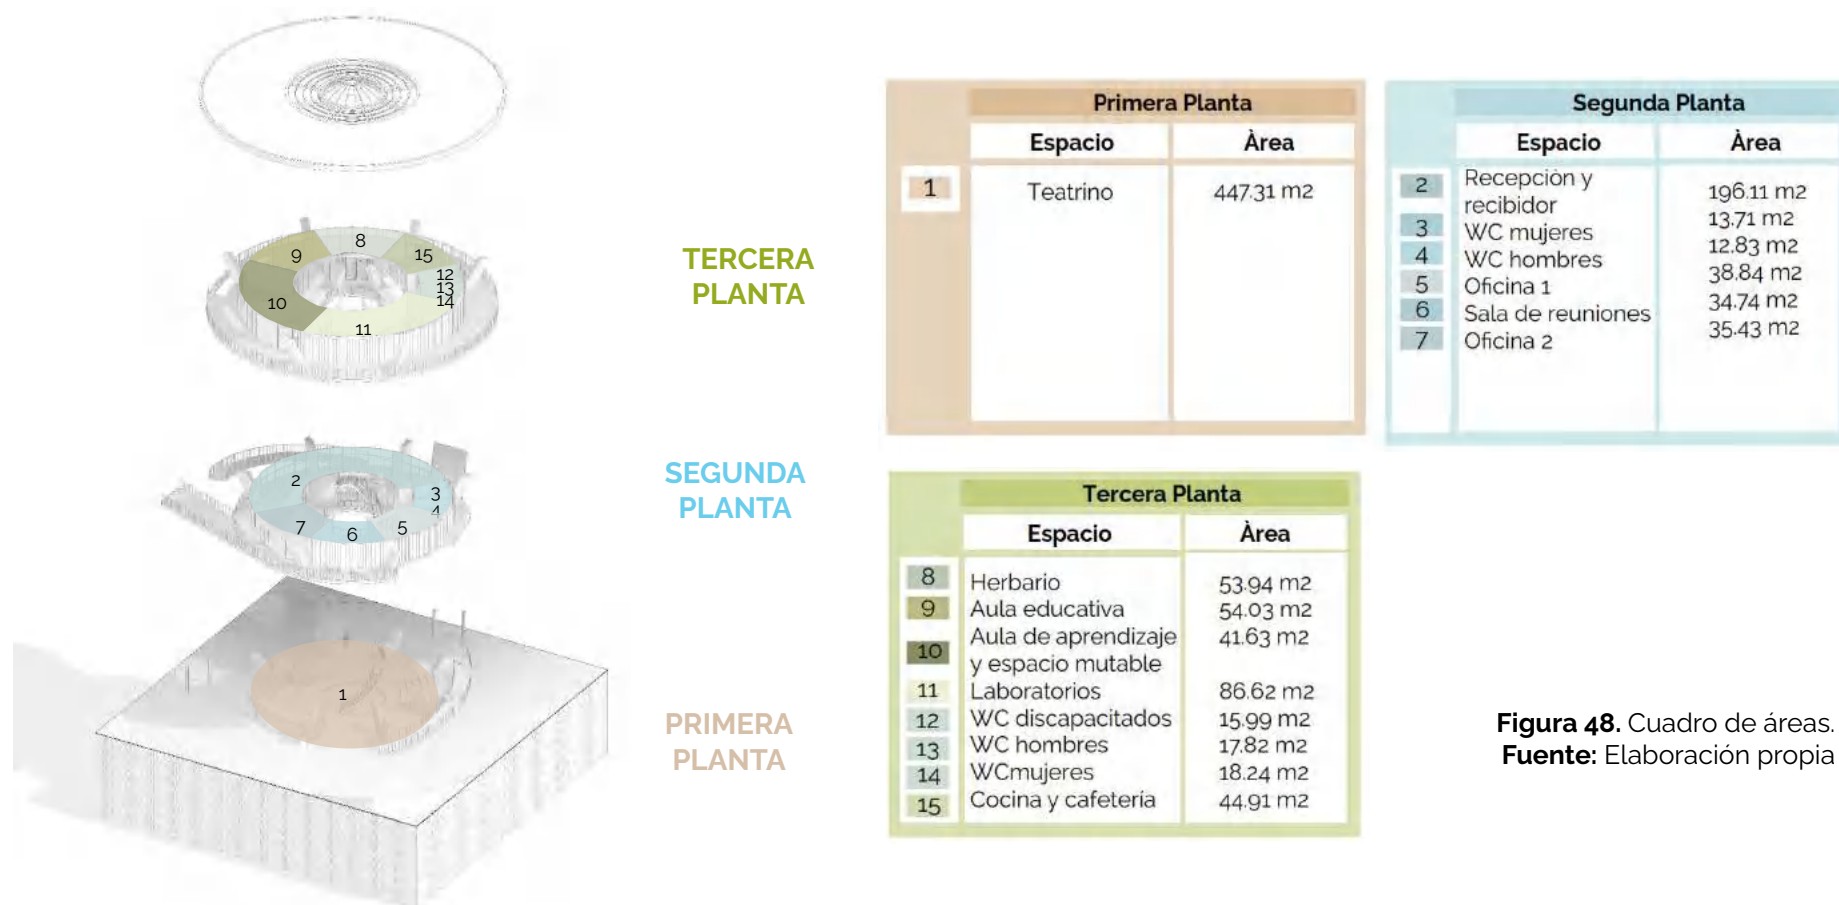 8
9
15
12
13
14
10
11
TERCERA
PLANTA
2
3
4
7
6
5
SEGUNDA
PLANTA
1
PRIMERA
PLANTA
Primera Planta
Espacio Àrea
1 Teatrino 447.31 m2
Segunda Planta
Espacio Àrea
2 Recepción y
recibidor 196.11 m2
3 WC mujeres 13.71 m2
4 WC hombres 12.83 m2
5 Oficina 1 38.84 m2
6 Sala de reuniones 34.74 m2
7 Oficina 2 35.43 m2
Tercera Planta
Espacio Àrea
8 Herbario 53.94 m2
9 Aula educativa 54.03 m2
10 Aula de aprendizaje 41.63 m2
y espacio mutable
11 Laboratorios 86.62 m2
12 WC discapacitados 15.99 m2
13 WC hombres 17.82 m2
14 WCmujeres 18.24 m2
15 Cocina y cafetería 44.91 m2
Figura 48. Cuadro de áreas.
Fuente: Elaboración propia